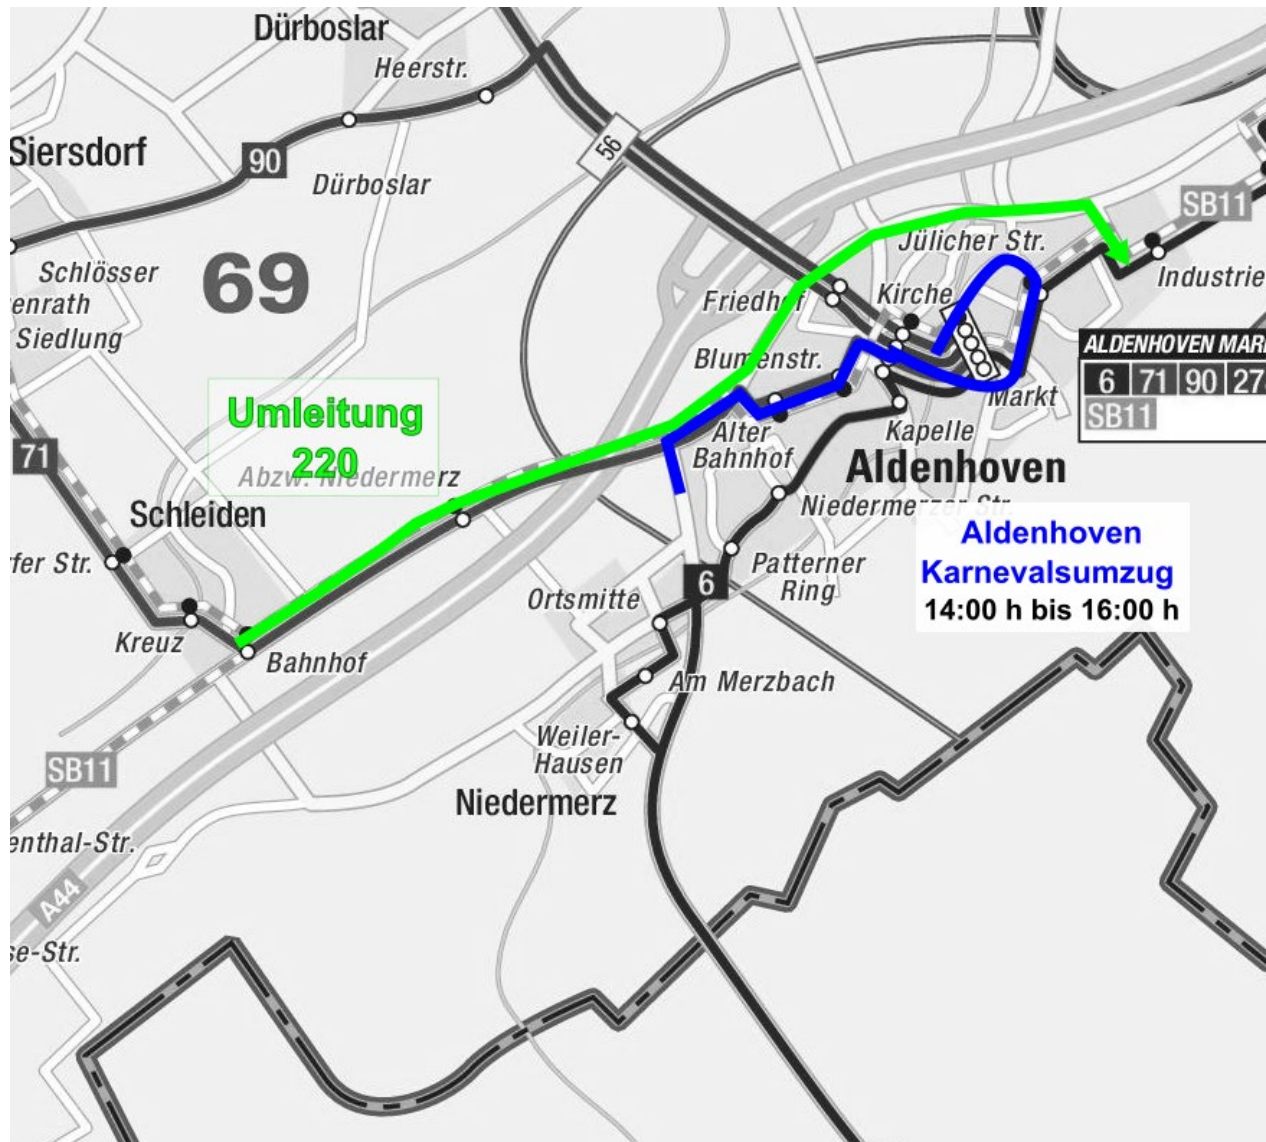 Dürboslar
Heerstr.
56
Siersdorf
90
Dürboslar
SB11
69
Schlösser
enrath
Siedlung
Jülicher Str.
Industrie
Friedhof
Kirche
Blumenstr.
ALDENHOVEN MAR
6 71 90 27
SB11
Umleitung
220
Markt
71
Abzw. Niedermerz
Alter
Bahnhof
Kapelle
Aldenhoven
Schleiden
Niedermerzer Str.
Aldenhoven
Karnevalsumzug
14:00 h bis 16:00 h
fer Str.
Patterner
Ring
6
Ortsmitte
Kreuz
Bahnhof
Am Merzbach
Weiler-
Hausen
SB11
Niedermerz
enthal-Str.
A44
se-Str.